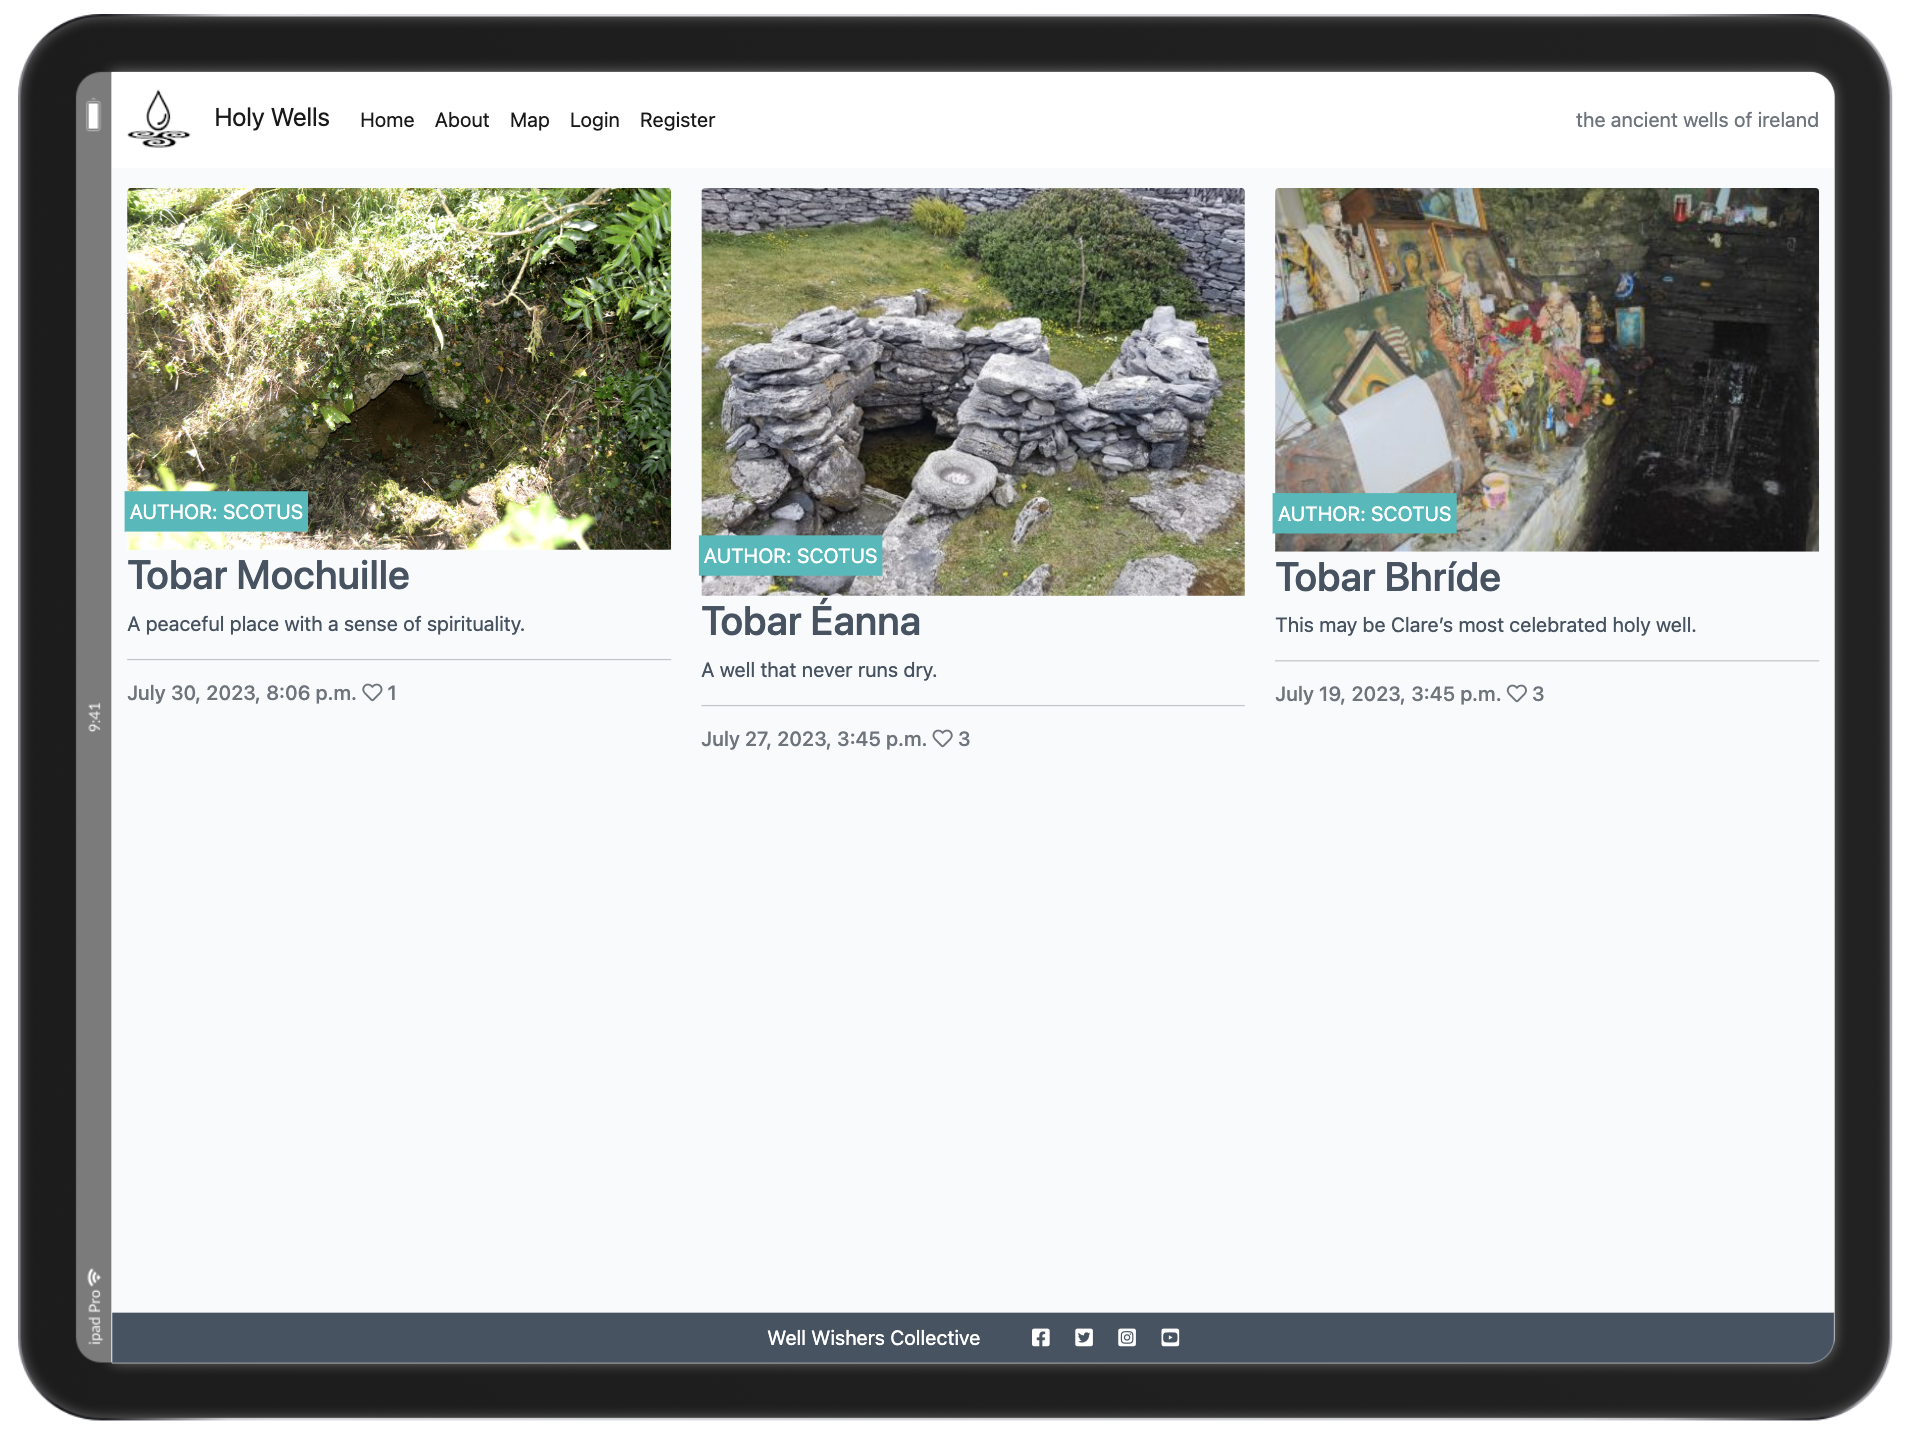 Holy Wells
Home About Map Login Register
the ancient wells of ireland
AUTHOR: SCOTUS
Tobar Mochuille
A peaceful place with a sense of spirituality.
July 30, 2023, 8:06 p.m. 1
AUTHOR: SCOTUS
Tobar Éanna
A well that never runs dry.
July 27, 2023, 3:45 p.m. 3
AUTHOR: SCOTUS
Tobar Bhríde
This may be Clare’s most celebrated holy well.
July 19, 2023, 3:45 p.m. 3
Well Wishers Collective
9:41
ipad Pro